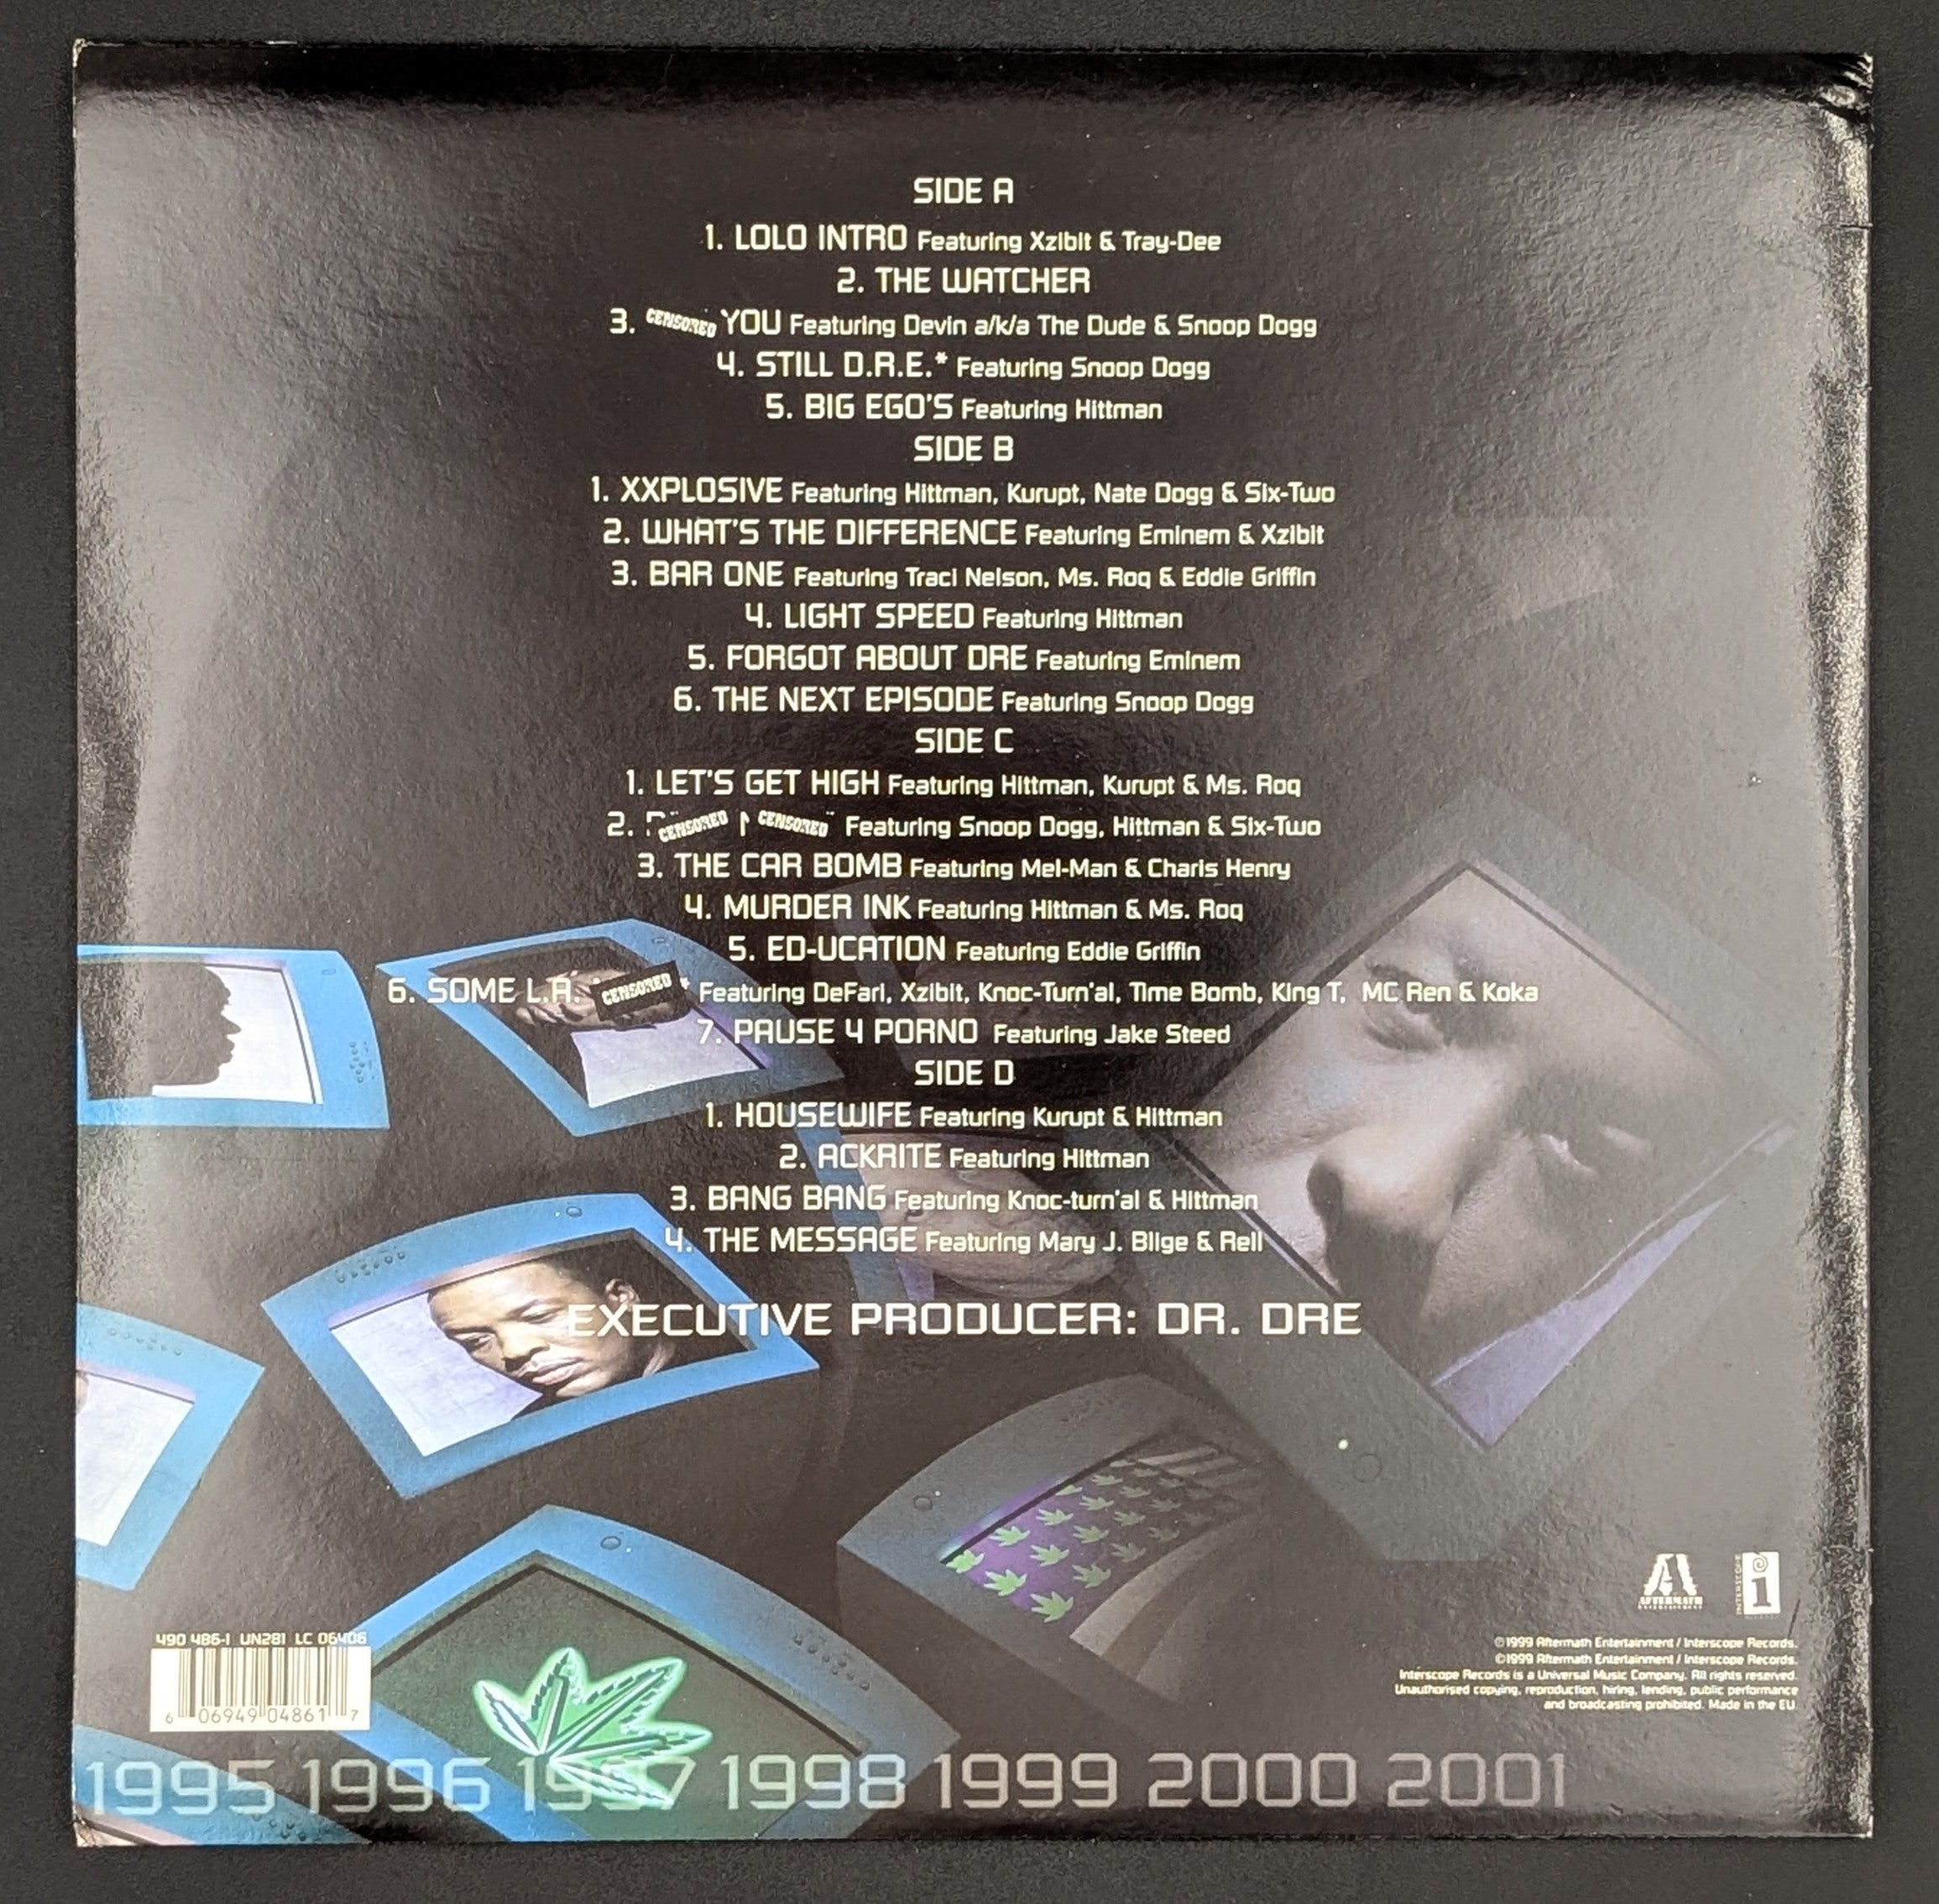 SIDE A
1. LOLO INTRO Featuring Xzibit & Tray-Dee
2. THE WATCHER
3. CENSORED YOU Featuring Devin a/k/a The Dude & Snoop Dogg
4. STILL D.R.E.* Featuring Snoop Dogg
5. BIG EGO'S Featuring Hittman
SIDE B
1. XXPLOSIVE Featuring Hittman, Kurupt, Nate Dogg & Six-Two
2. WHAT'S THE DIFFERENCE Featuring Eminem & Xzibit
3. BAR ONE Featuring Traci Nelson, Ms. Roq & Eddie Griffin
4. LIGHT SPEED Featuring Hittman
5. FORGOT ABOUT DRE Featuring Eminem
6. THE NEXT EPISODE Featuring Snoop Dogg
SIDE C
1. LET'S GET HIGH Featuring Hittman, Kurupt & Ms. Roq
2. CENSORED CENSORED Featuring Snoop Dogg, Hittman & Six-Two
3. THE CAR BOMB Featuring Mel-Man & Charis Henry
4. MURDER INK Featuring Hittman & Ms. Roq
5. ED-UCATION Featuring Eddie Griffin
6. SOME L.A. CENSORED * Featuring DeFari, Xzibit, Knoc-Turn'al, Time Bomb, King T, MC Ren & Koka
7. PAUSE 4 PORNO Featuring Jake Steed
SIDE D
1. HOUSEWIFE Featuring Kurupt & Hittman
2. ACKRITE Featuring Hittman
3. BANG BANG Featuring Knoc-turn'al & Hittman
4. THE MESSAGE Featuring Mary J. Blige & Rell
EXECUTIVE PRODUCER: DR. DRE
AFTERMATH
ENTERTAINMENT
INTERSCOPE
RECORDS
490 486-1 UN281 LC 06406
6 06949 04861 7
℗1999 Aftermath Entertainment / Interscope Records.
©1999 Aftermath Entertainment / Interscope Records.
Interscope Records is a Universal Music Company. All rights reserved.
Unauthorised copying, reproduction, hiring, lending, public performance
and broadcasting prohibited. Made in the EU.
1995 1996 1997 1998 1999 2000 2001